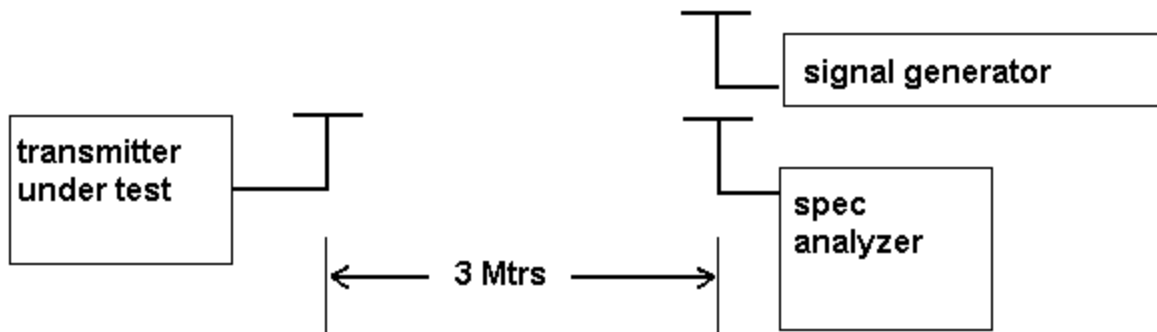 signal generator
transmitter
under test
spec
analyzer
3 Mtrs